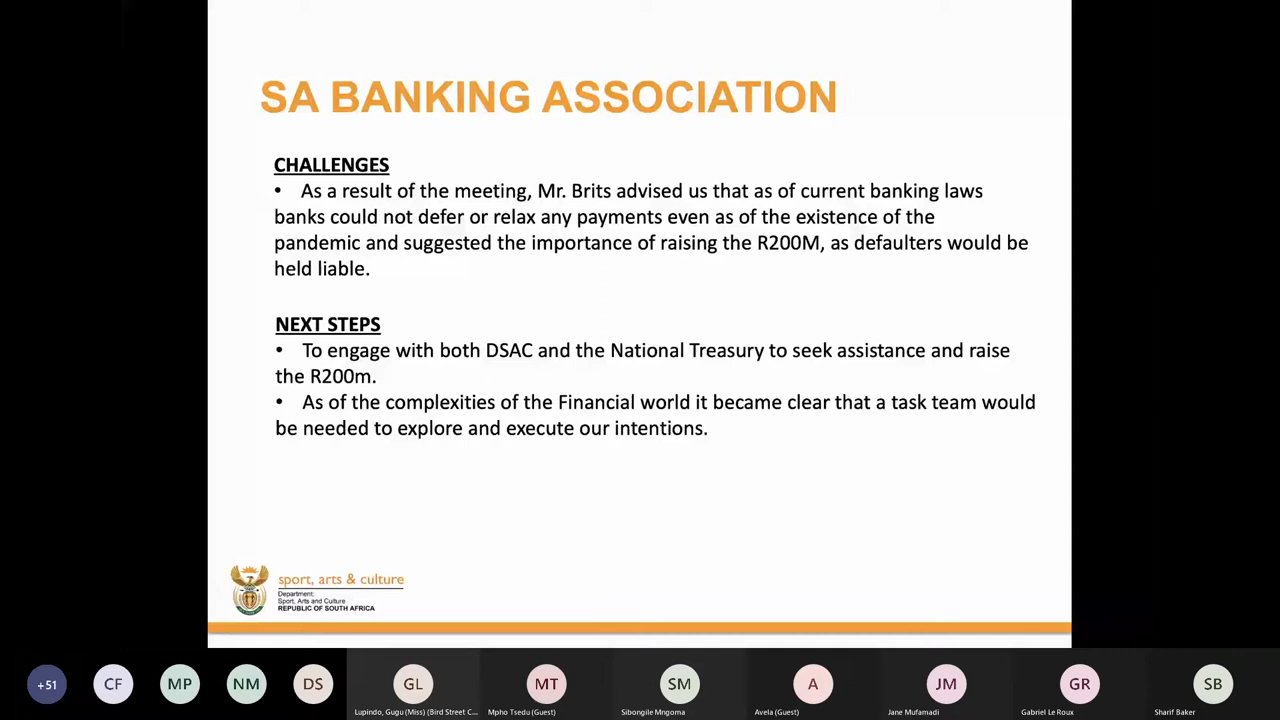 SA BANKING ASSOCIATION
CHALLENGES
• As a result of the meeting, Mr. Brits advised us that as of current banking laws
banks could not defer or relax any payments even as of the existence of the
pandemic and suggested the importance of raising the R200M, as defaulters would be
held liable.
NEXT STEPS
• To engage with both DSAC and the National Treasury to seek assistance and raise
the R200m.
• As of the complexities of the Financial world it became clear that a task team would
be needed to explore and execute our intentions.
sport, arts & culture
Department:
Sport, Arts and Culture
REPUBLIC OF SOUTH AFRICA
+51 CF MP NM DS GL MT SM A JM GR SB
Lupindo, Gugu (Miss) (Bird Street C... Mpho Tsedu (Guest) Sibongile Mngoma Avela (Guest) Jane Mufamadi Gabriel Le Roux Sharif Baker